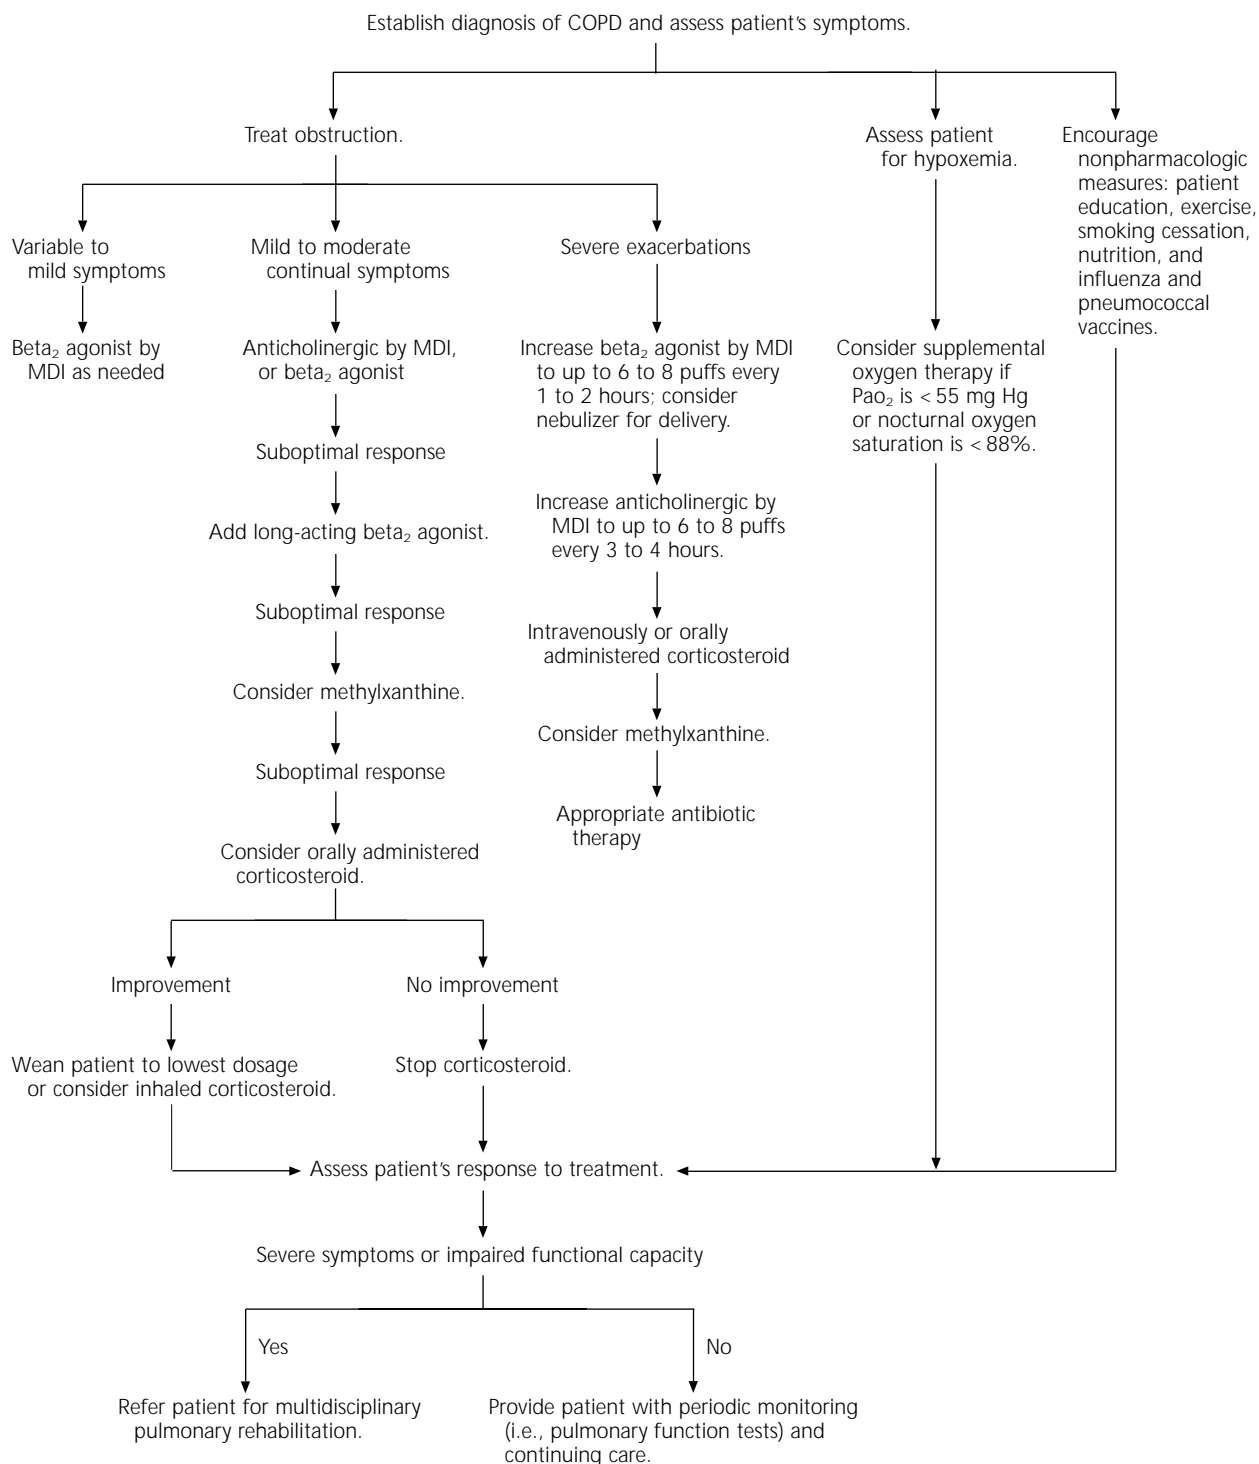 Establish diagnosis of COPD and assess patient's symptoms.
Treat obstruction.
Assess patient
for hypoxemia.
Encourage
nonpharmacologic
measures: patient
education, exercise,
smoking cessation,
nutrition, and
influenza and
pneumococcal
vaccines.
Variable to
mild symptoms
Mild to moderate
continual symptoms
Severe exacerbations
Beta₂ agonist by
MDI as needed
Anticholinergic by MDI,
or beta₂ agonist
Increase beta₂ agonist by MDI
to up to 6 to 8 puffs every
1 to 2 hours; consider
nebulizer for delivery.
Consider supplemental
oxygen therapy if
Pao₂ is < 55 mg Hg
or nocturnal oxygen
saturation is < 88%.
Suboptimal response
Add long-acting beta₂ agonist.
Suboptimal response
Consider methylxanthine.
Suboptimal response
Consider orally administered
corticosteroid.
Increase anticholinergic by
MDI to up to 6 to 8 puffs
every 3 to 4 hours.
Intravenously or orally
administered corticosteroid
Consider methylxanthine.
Appropriate antibiotic
therapy
Improvement
No improvement
Wean patient to lowest dosage
or consider inhaled corticosteroid.
Stop corticosteroid.
Assess patient's response to treatment.
Severe symptoms or impaired functional capacity
Yes
No
Refer patient for multidisciplinary
pulmonary rehabilitation.
Provide patient with periodic monitoring
(i.e., pulmonary function tests) and
continuing care.